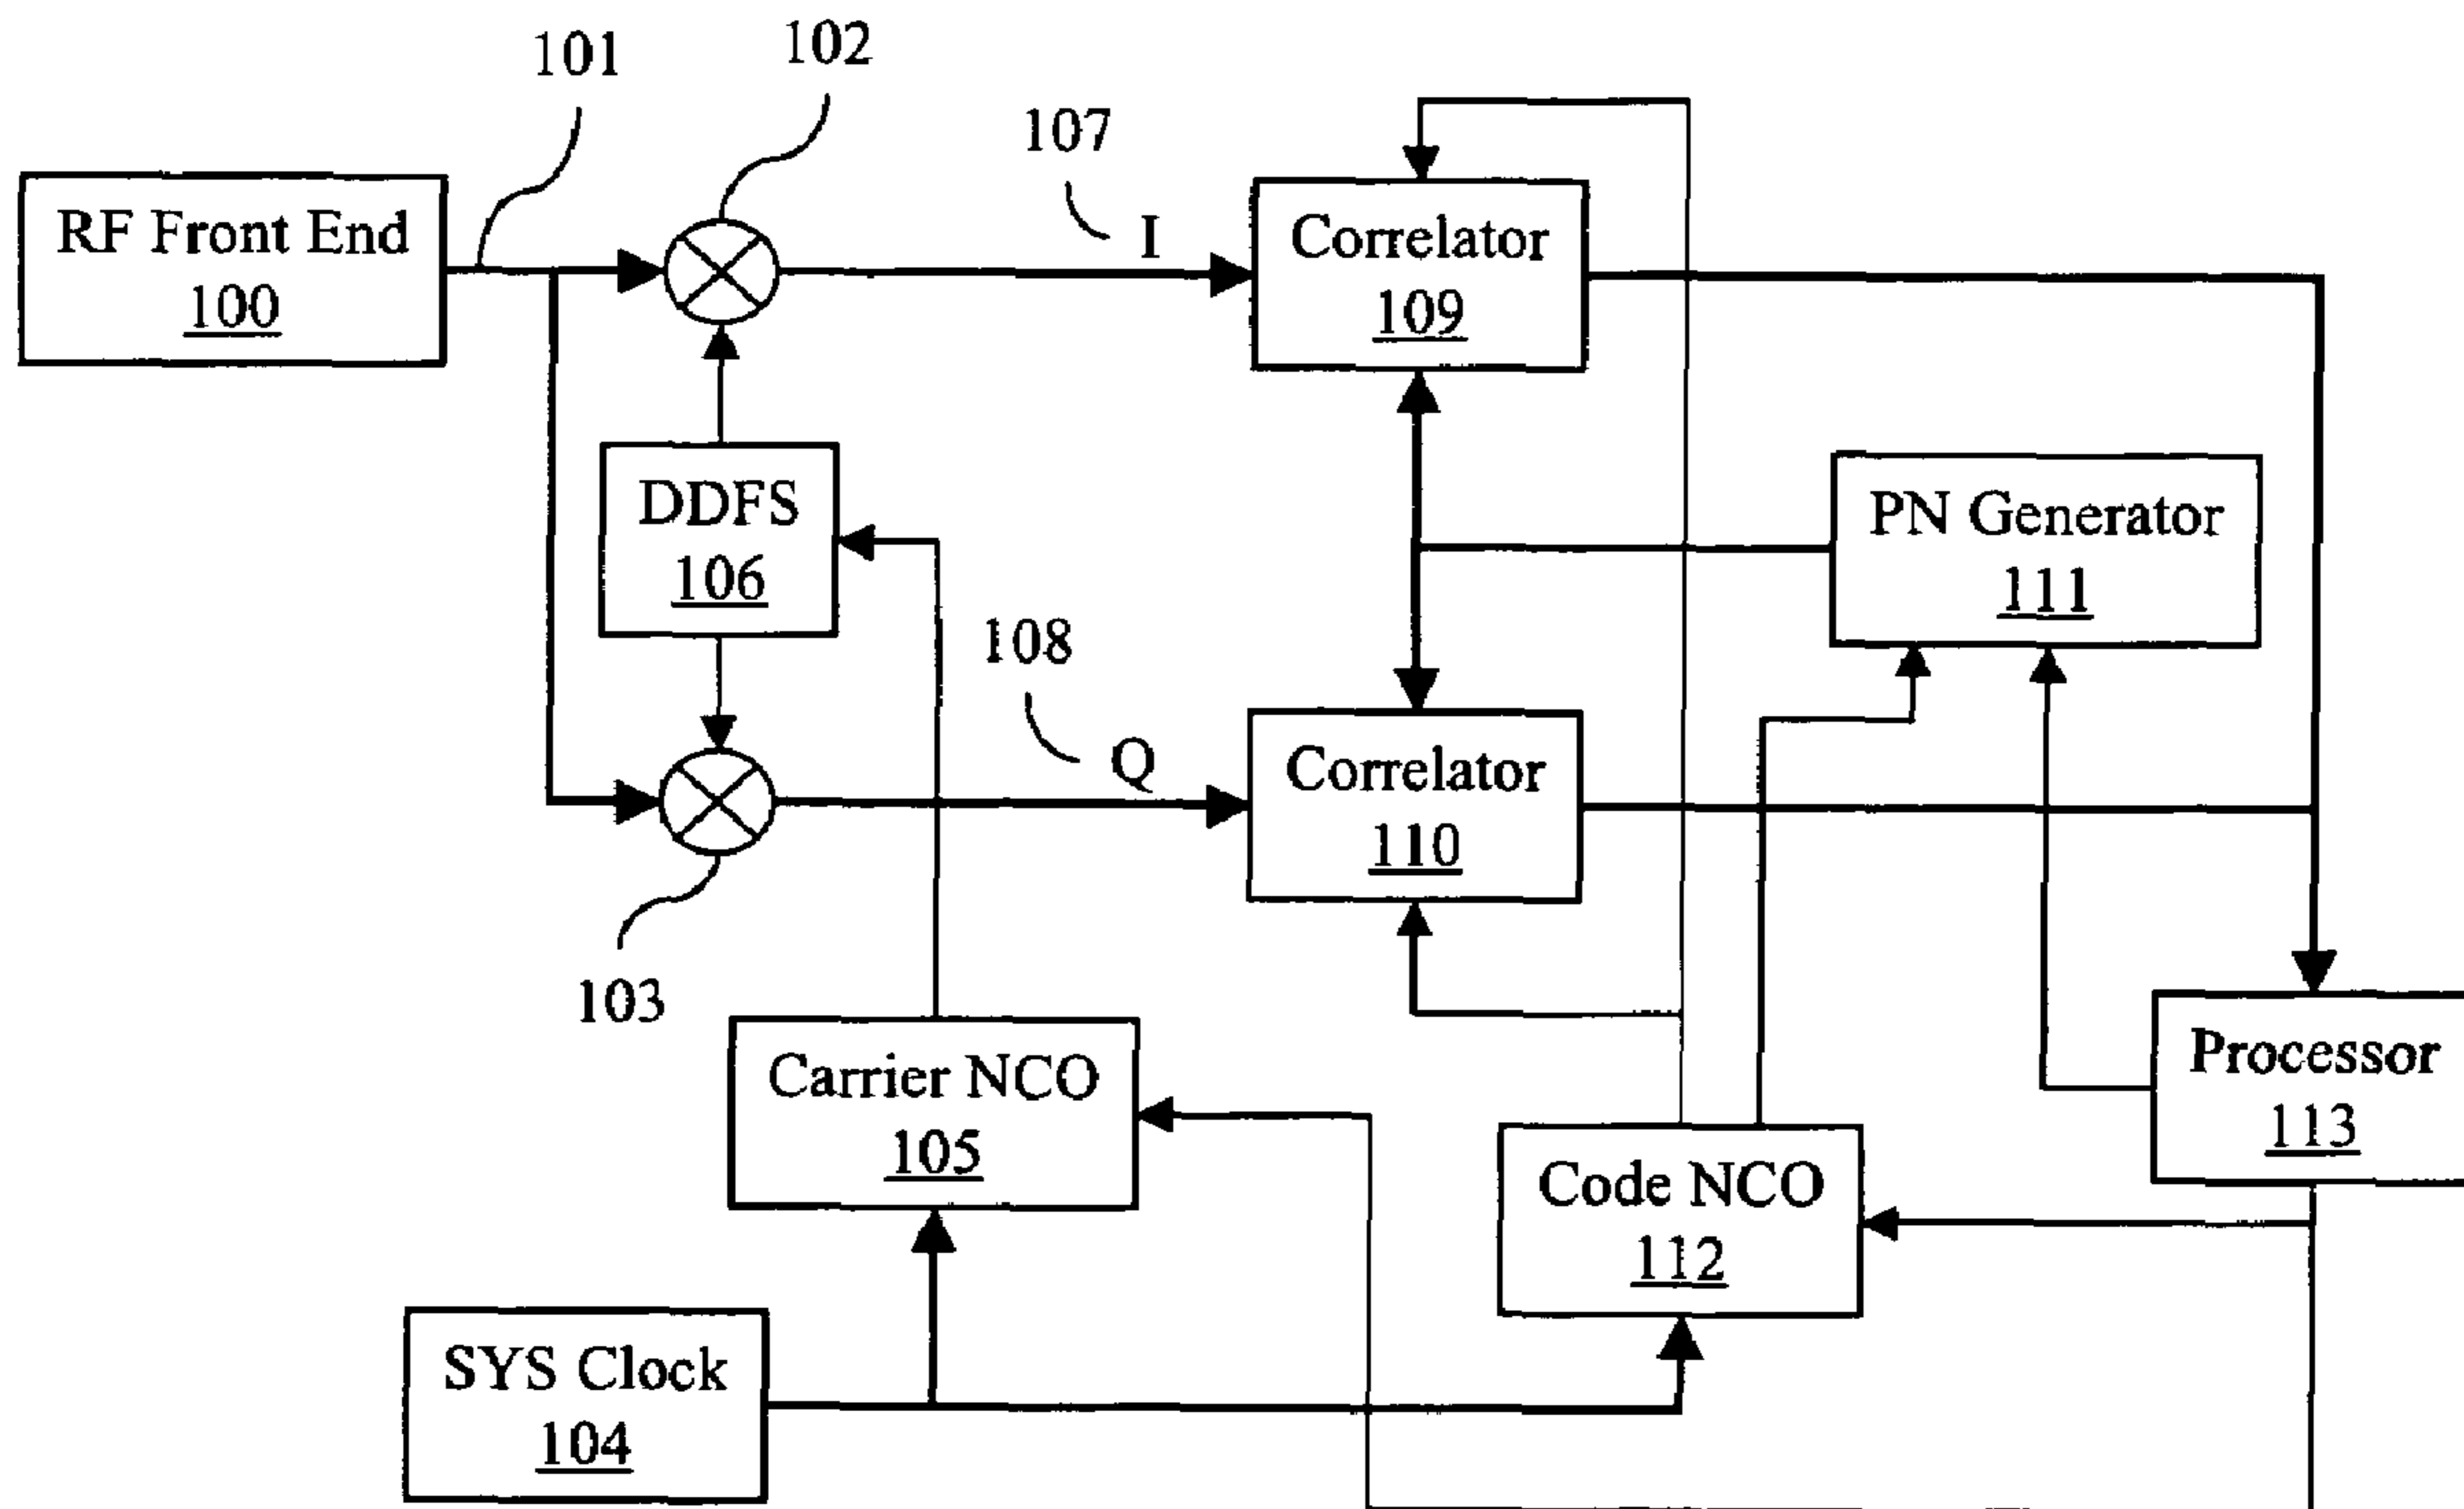 101
102
107
RF Front End
100
I
Correlator
109
DDFS
106
PN Generator
111
108
Q
Correlator
110
103
Carrier NCO
105
Processor
113
Code NCO
112
SYS Clock
104